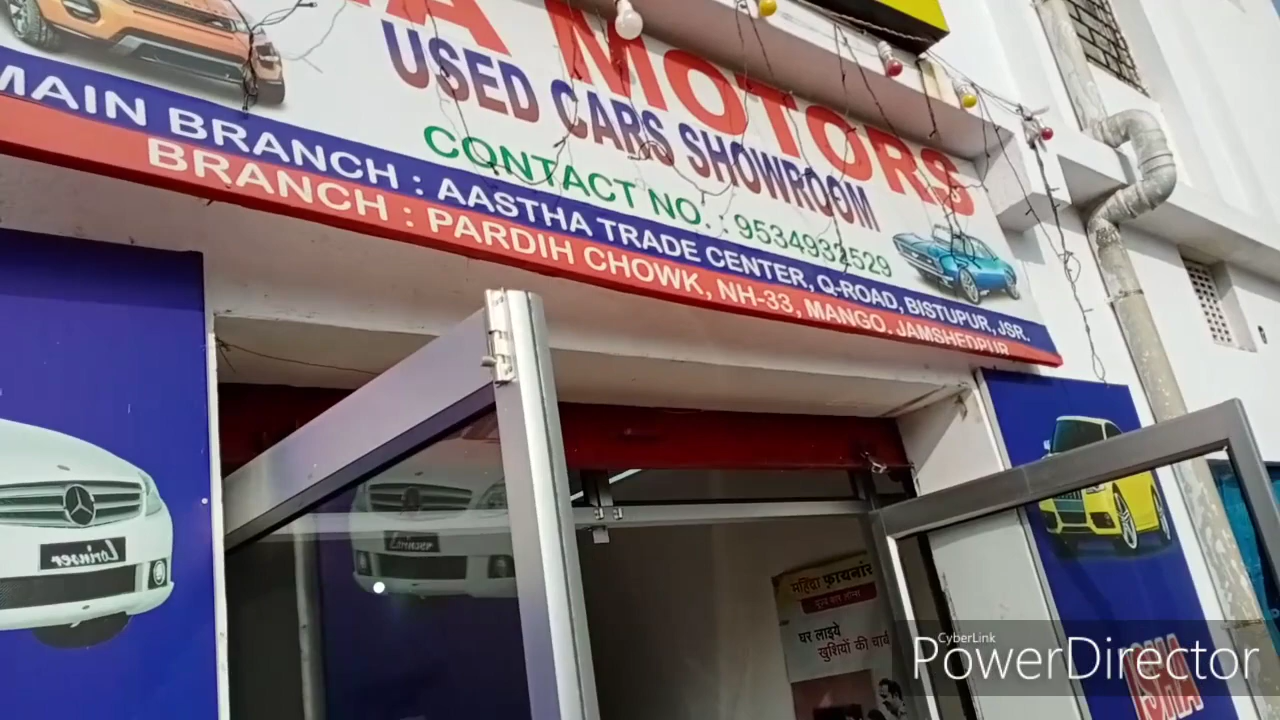 A MOTORS
USED CARS SHOWROOM
CONTACT NO. : 9534932529
MAIN BRANCH : AASTHA TRADE CENTER, Q-ROAD, BISTUPUR, JSR.
BRANCH : PARDIH CHOWK, NH-33, MANGO, JAMSHEDPUR
Lorinser
Lorinser
महिंद्रा फायनांस
घर लाइये
खुशियों की चाबी
ISHA
CyberLink
PowerDirector